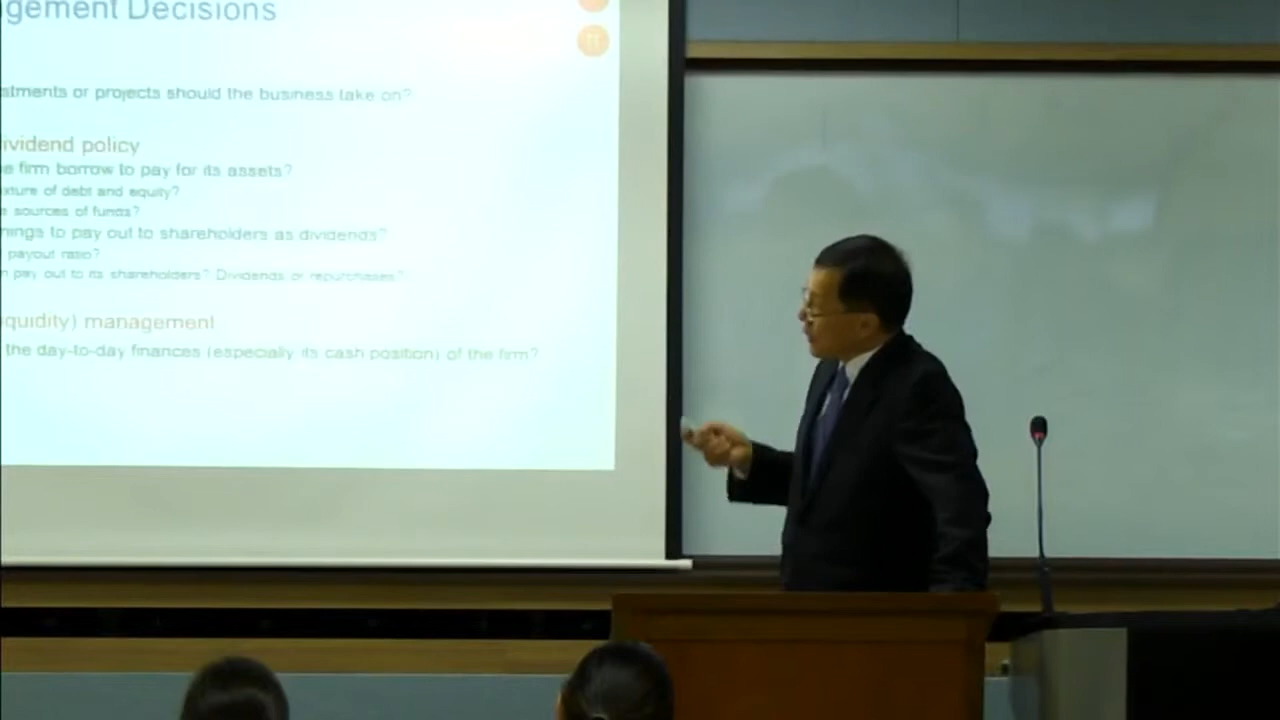 gement Decisions
stments or projects should the business take on?
ividend policy
e firm borrow to pay for its assets?
xture of debt and equity?
e sources of funds?
nings to pay out to shareholders as dividends?
payout ratio?
n pay out to its shareholders? Dividends or repurchases?
iquidity) management
the day-to-day finances (especially its cash position) of the firm?